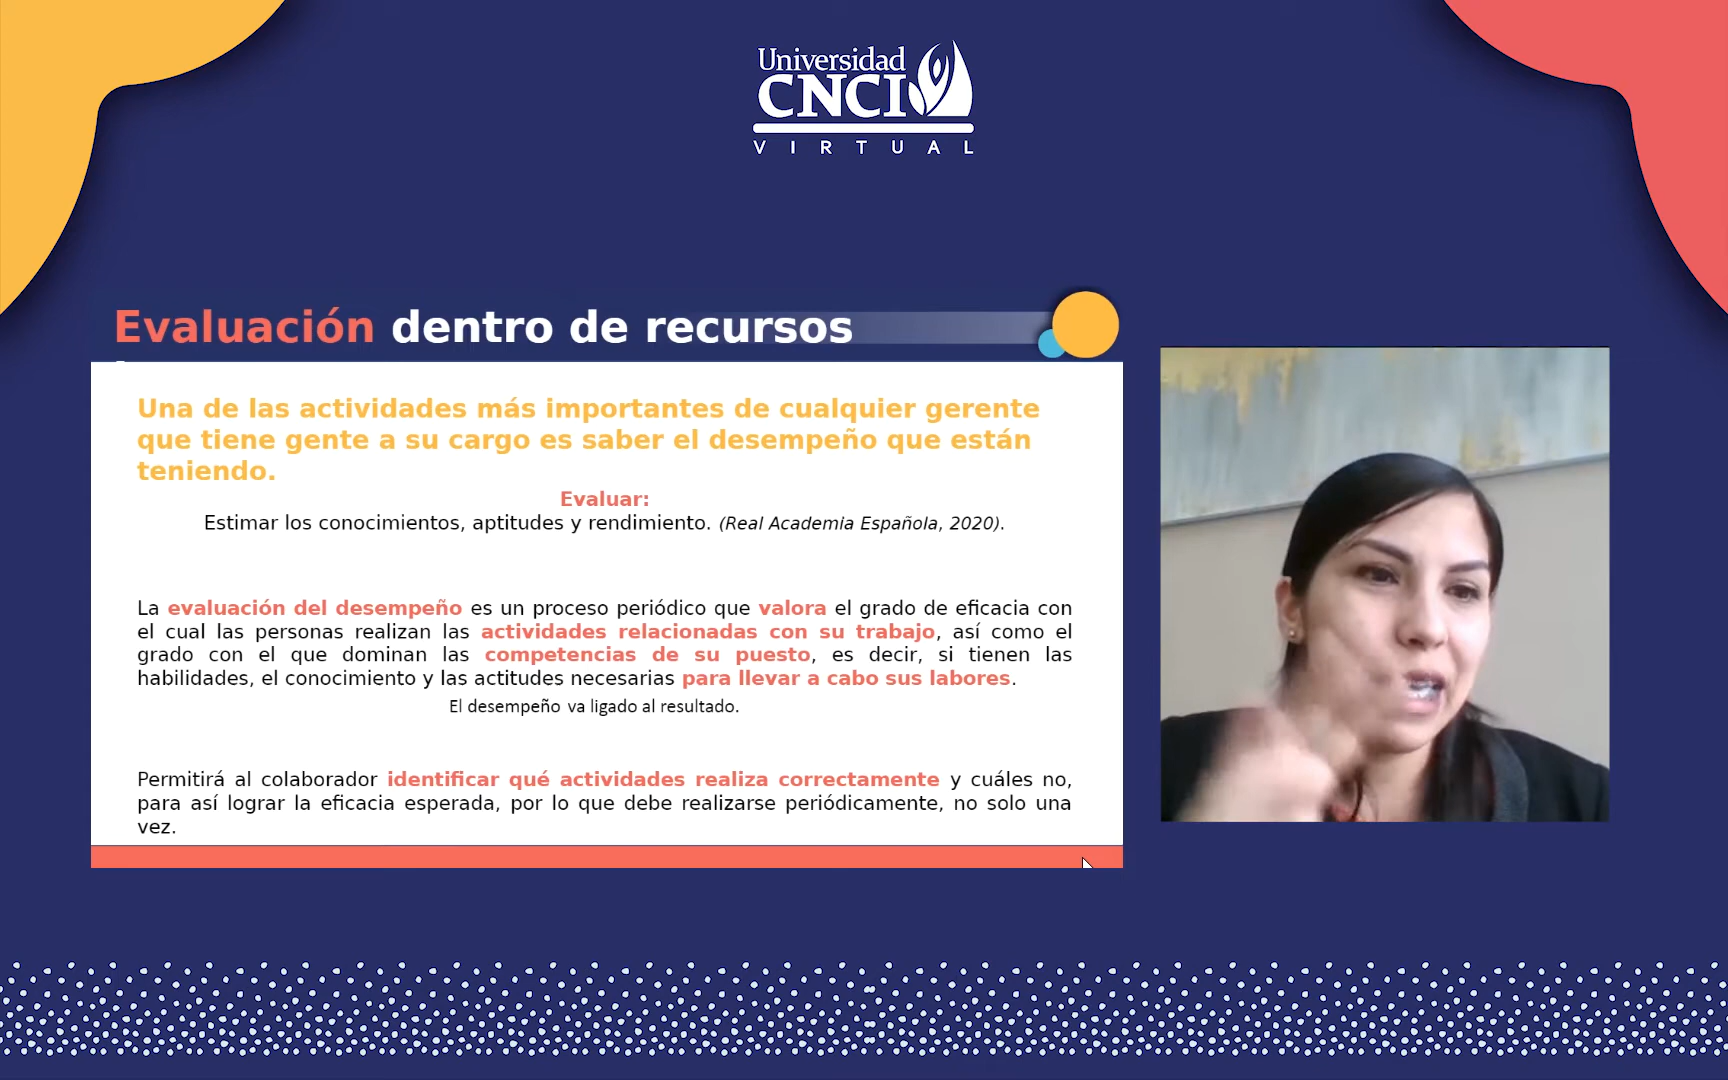 Universidad
CNCI
VIRTUAL
Evaluación dentro de recursos
Una de las actividades más importantes de cualquier gerente
que tiene gente a su cargo es saber el desempeño que están
teniendo.
Evaluar:
Estimar los conocimientos, aptitudes y rendimiento. (Real Academia Española, 2020).
La evaluación del desempeño es un proceso periódico que valora el grado de eficacia con
el cual las personas realizan las actividades relacionadas con su trabajo, así como el
grado con el que dominan las competencias de su puesto, es decir, si tienen las
habilidades, el conocimiento y las actitudes necesarias para llevar a cabo sus labores.
El desempeño va ligado al resultado.
Permitirá al colaborador identificar qué actividades realiza correctamente y cuáles no,
para así lograr la eficacia esperada, por lo que debe realizarse periódicamente, no solo una
vez.